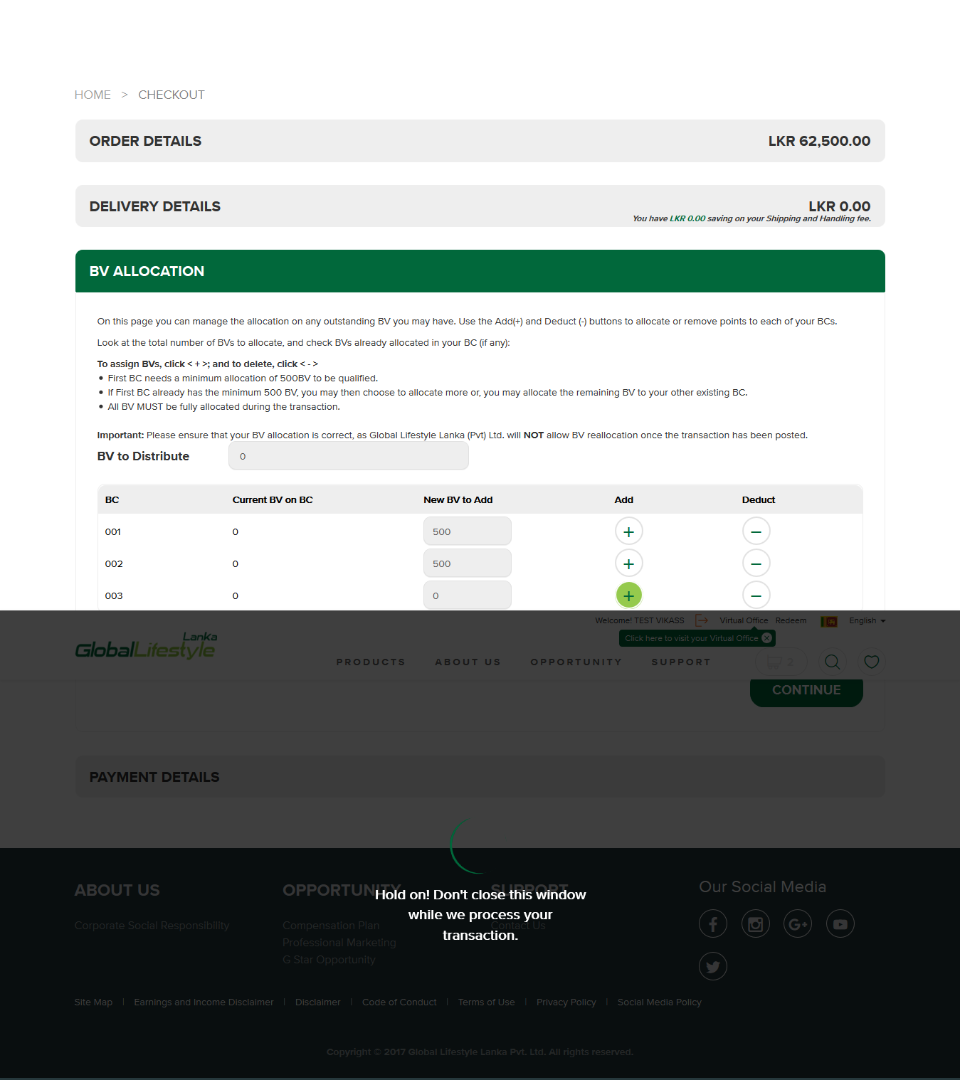 HOME > CHECKOUT
ORDER DETAILS LKR 62,500.00
DELIVERY DETAILS LKR 0.00
You have LKR 0.00 saving on your Shipping and Handling fee.
BV ALLOCATION
On this page you can manage the allocation on any outstanding BV you may have. Use the Add(+) and Deduct (-) buttons to allocate or remove points to each of your BCs.
Look at the total number of BVs to allocate, and check BVs already allocated in your BC (if any):
To assign BVs, click < + >; and to delete, click < - >
• First BC needs a minimum allocation of 500BV to be qualified.
• If First BC already has the minimum 500 BV, you may then choose to allocate more or, you may allocate the remaining BV to your other existing BC.
• All BV MUST be fully allocated during the transaction.
Important: Please ensure that your BV allocation is correct, as Global Lifestyle Lanka (Pvt) Ltd. will NOT allow BV reallocation once the transaction has been posted.
BV to Distribute 0
BC Current BV on BC New BV to Add Add Deduct
001 0 500 + −
002 0 500 + −
003 0 0 + −
Welcome! TEST VIKASS Virtual Office Redeem English
Click here to visit your Virtual Office
Lanka
GlobalLifestyle
PRODUCTS ABOUT US OPPORTUNITY SUPPORT
CONTINUE
PAYMENT DETAILS
ABOUT US OPPORTUNITY SUPPORT Our Social Media
Hold on! Don't close this window
while we process your
transaction.
Corporate Social Responsibility Compensation Plan Contact Us
Professional Marketing
G Star Opportunity
Site Map | Earnings and Income Disclaimer | Disclaimer | Code of Conduct | Terms of Use | Privacy Policy | Social Media Policy
Copyright © 2017 Global Lifestyle Lanka Pvt. Ltd. All rights reserved.